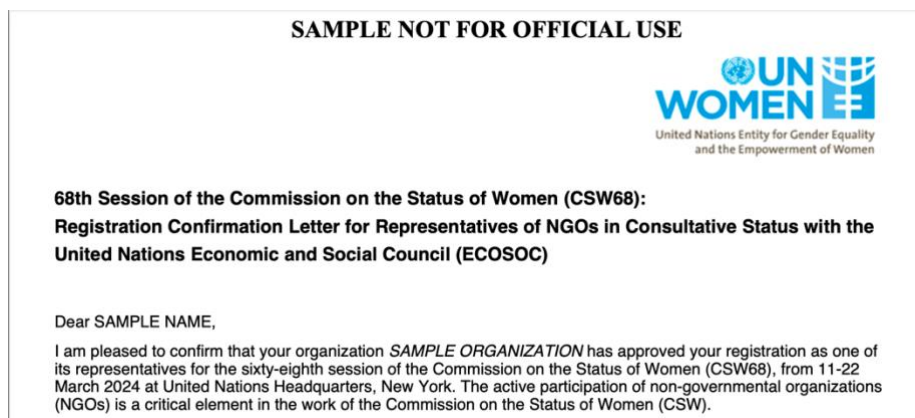 SAMPLE NOT FOR OFFICIAL USE
UN
WOMEN
United Nations Entity for Gender Equality
and the Empowerment of Women
68th Session of the Commission on the Status of Women (CSW68):
Registration Confirmation Letter for Representatives of NGOs in Consultative Status with the
United Nations Economic and Social Council (ECOSOC)
Dear SAMPLE NAME,
I am pleased to confirm that your organization SAMPLE ORGANIZATION has approved your registration as one of
its representatives for the sixty-eighth session of the Commission on the Status of Women (CSW68), from 11-22
March 2024 at United Nations Headquarters, New York. The active participation of non-governmental organizations
(NGOs) is a critical element in the work of the Commission on the Status of Women (CSW).